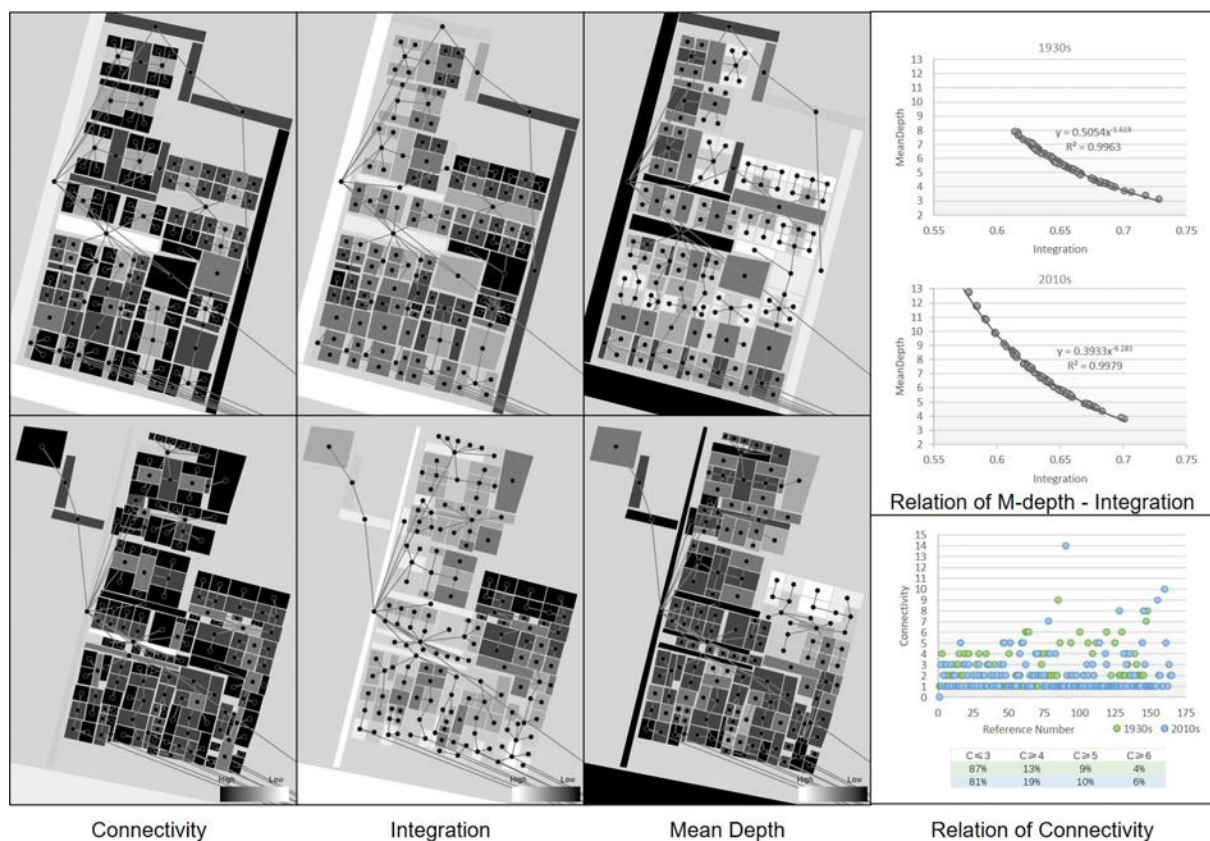 1930s
13
12
11
10
9
8
7
6
5
4
3
2
MeanDepth
y = 0.5054x^-5.619
R² = 0.9963
0.55 0.6 0.65 0.7 0.75
Integration
2010s
13
12
11
10
9
8
7
6
5
4
3
2
MeanDepth
y = 0.3933x^-6.283
R² = 0.9979
0.55 0.6 0.65 0.7 0.75
Integration
Relation of M-depth - Integration
15
14
13
12
11
10
9
8
7
6
5
4
3
2
1
0
Connectivity
0 25 50 75 100 125 150 175
Reference Number 1930s 2010s
C≤3 C≥4 C≥5 C≥6
87% 13% 9% 4%
81% 19% 10% 6%
High Low
High Low
High Low
Connectivity Integration Mean Depth Relation of Connectivity